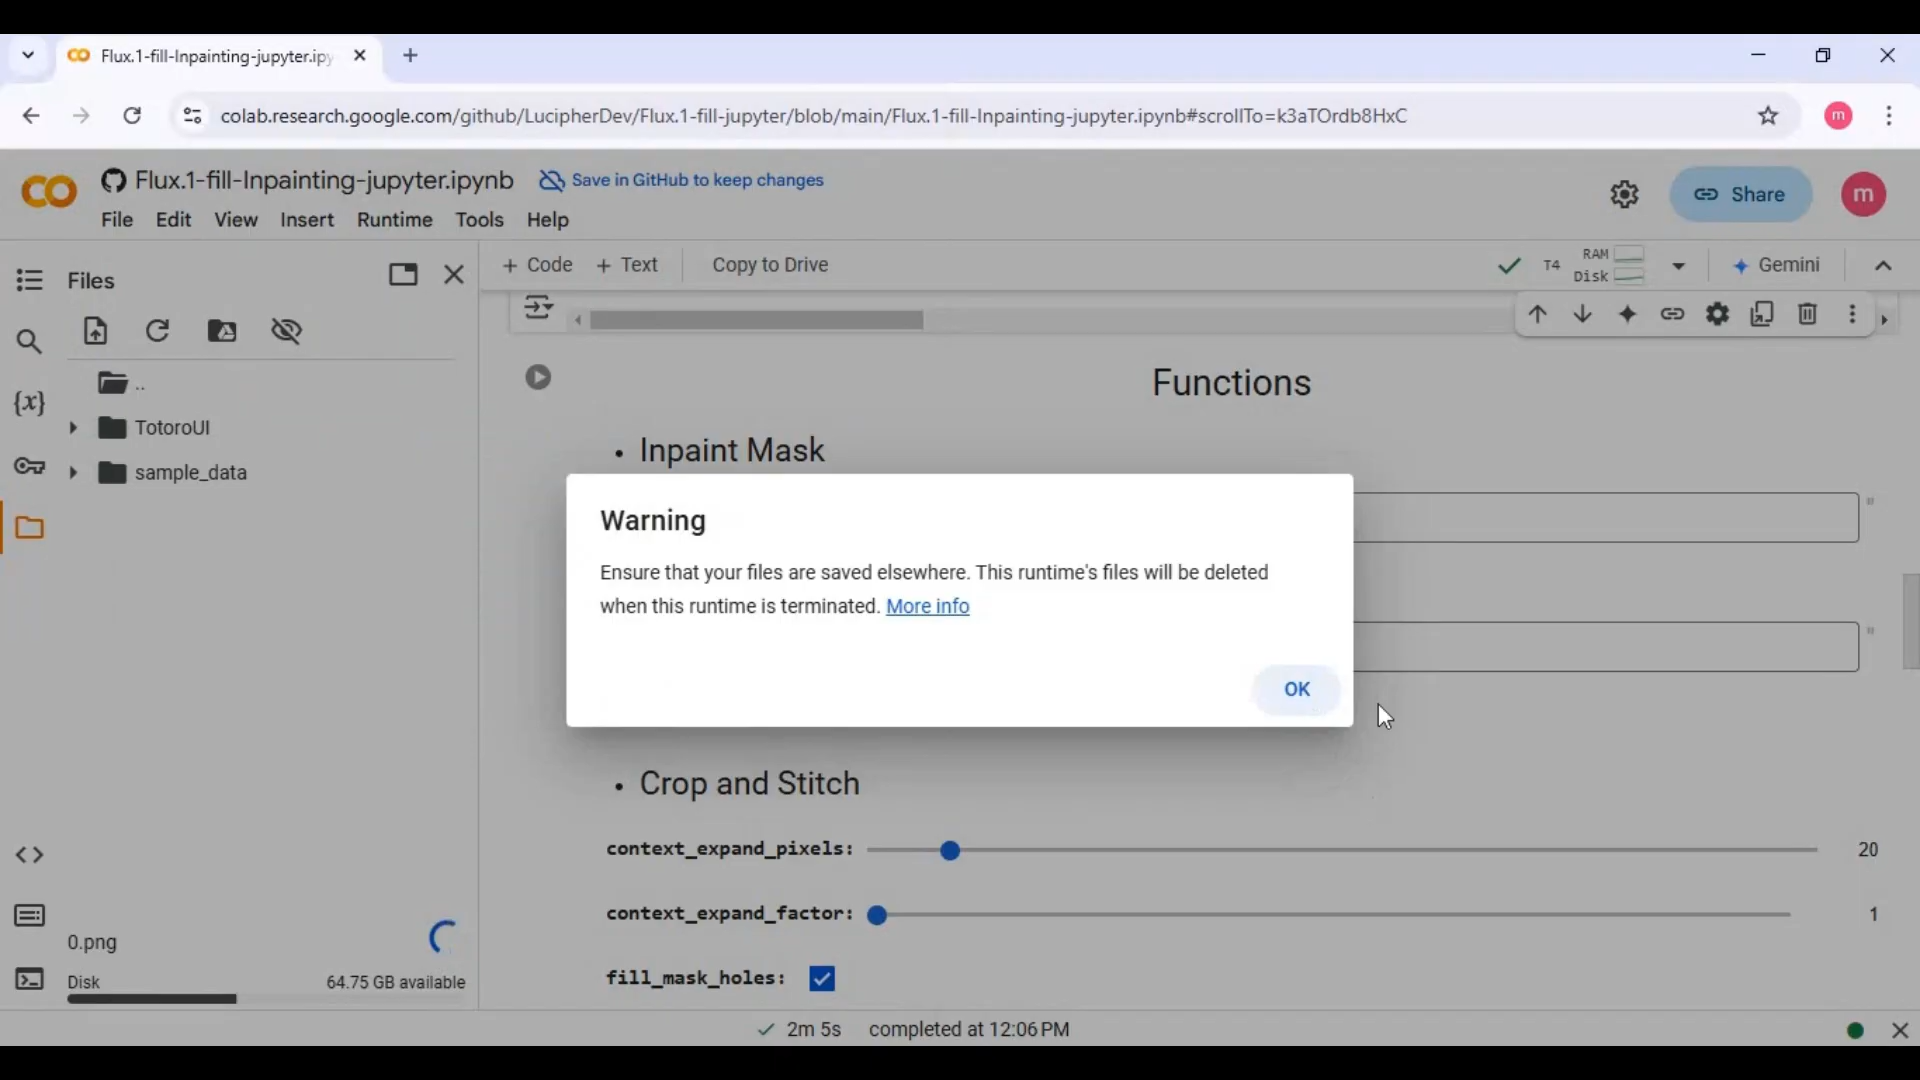 Flux.1-fill-Inpainting-jupyter.ipy
colab.research.google.com/github/LucipherDev/Flux.1-fill-jupyter/blob/main/Flux.1-fill-Inpainting-jupyter.ipynb#scrollTo=k3aTOrdb8HxC
m
Flux.1-fill-Inpainting-jupyter.ipynb
Save in GitHub to keep changes
File Edit View Insert Runtime Tools Help
Share
m
Files
+ Code + Text Copy to Drive
T4
RAM
Disk
Gemini
..
TotoroUI
{x}
sample_data
Functions
• Inpaint Mask
"
Warning
Ensure that your files are saved elsewhere. This runtime's files will be deleted
when this runtime is terminated. More info
"
OK
• Crop and Stitch
context_expand_pixels: 20
context_expand_factor: 1
fill_mask_holes:
<>
0.png
Disk 64.75 GB available
2m 5s completed at 12:06 PM